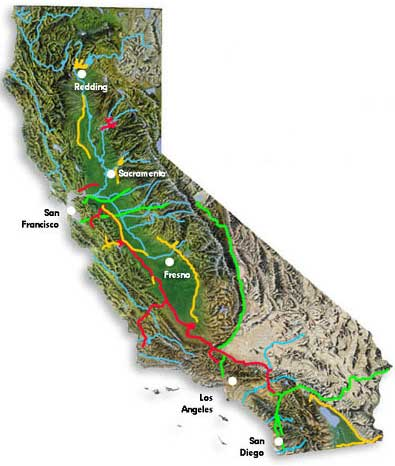 Redding
Sacramento
San
Francisco
Fresno
Los
Angeles
San
Diego